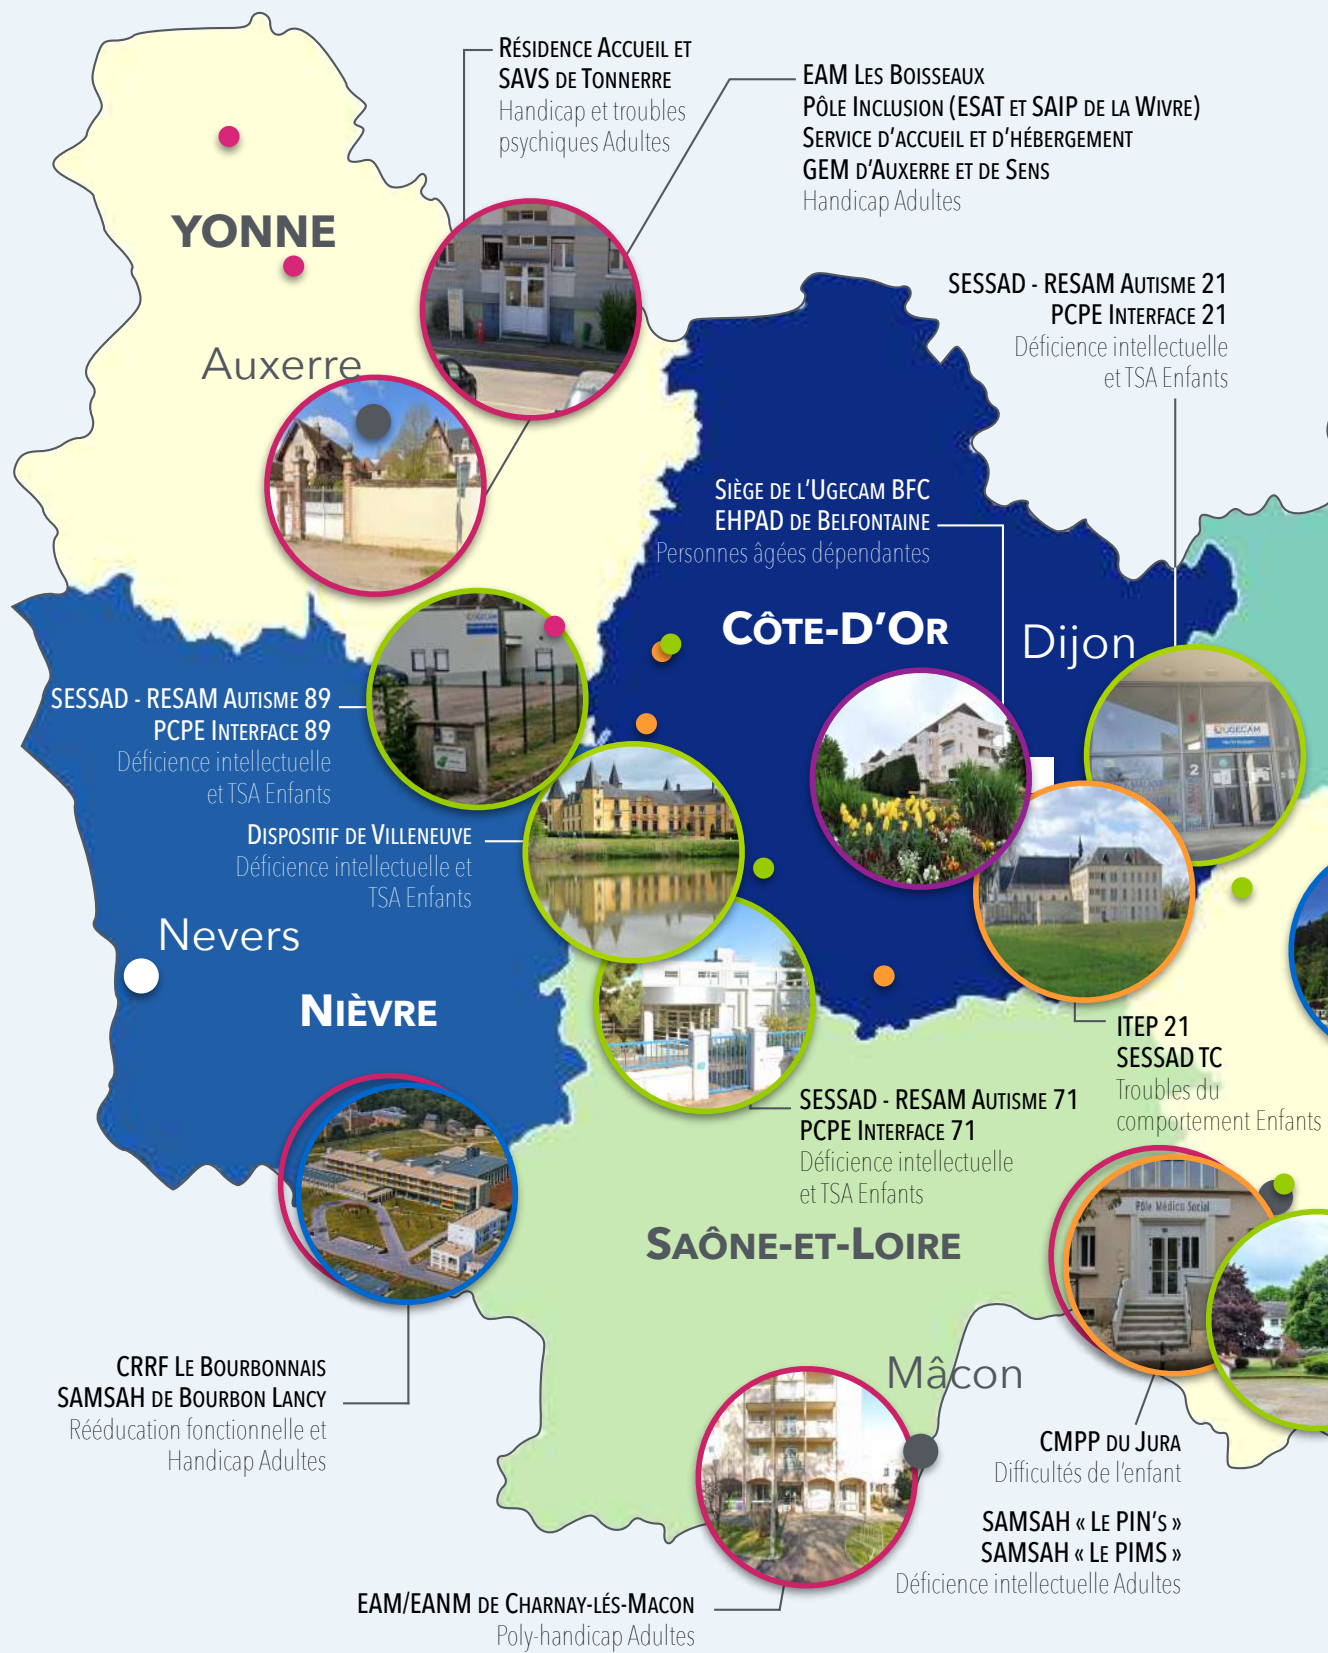 RÉSIDENCE ACCUEIL ET
SAVS DE TONNERRE
Handicap et troubles
psychiques Adultes
EAM LES BOISSEAUX
PÔLE INCLUSION (ESAT ET SAIP DE LA WIVRE)
SERVICE D'ACCUEIL ET D'HÉBERGEMENT
GEM D'AUXERRE ET DE SENS
Handicap Adultes
YONNE
Auxerre
SESSAD - RESAM AUTISME 21
PCPE INTERFACE 21
Déficience intellectuelle
et TSA Enfants
SIÈGE DE L'UGECAM BFC
EHPAD DE BELFONTAINE
Personnes âgées dépendantes
CÔTE-D'OR
Dijon
SESSAD - RESAM AUTISME 89
PCPE INTERFACE 89
Déficience intellectuelle
et TSA Enfants
UGECAM
2
DISPOSITIF DE VILLENEUVE
Déficience intellectuelle et
TSA Enfants
Nevers
NIÈVRE
ITEP 21
SESSAD TC
Troubles du
comportement Enfants
SESSAD - RESAM AUTISME 71
PCPE INTERFACE 71
Déficience intellectuelle
et TSA Enfants
Pôle Médico Social
SAÔNE-ET-LOIRE
CRRF LE BOURBONNAIS
SAMSAH DE BOURBON LANCY
Rééducation fonctionnelle et
Handicap Adultes
Mâcon
CMPP DU JURA
Difficultés de l'enfant
SAMSAH « LE PIN'S »
SAMSAH « LE PIMS »
Déficience intellectuelle Adultes
EAM/EANM DE CHARNAY-LÉS-MACON
Poly-handicap Adultes